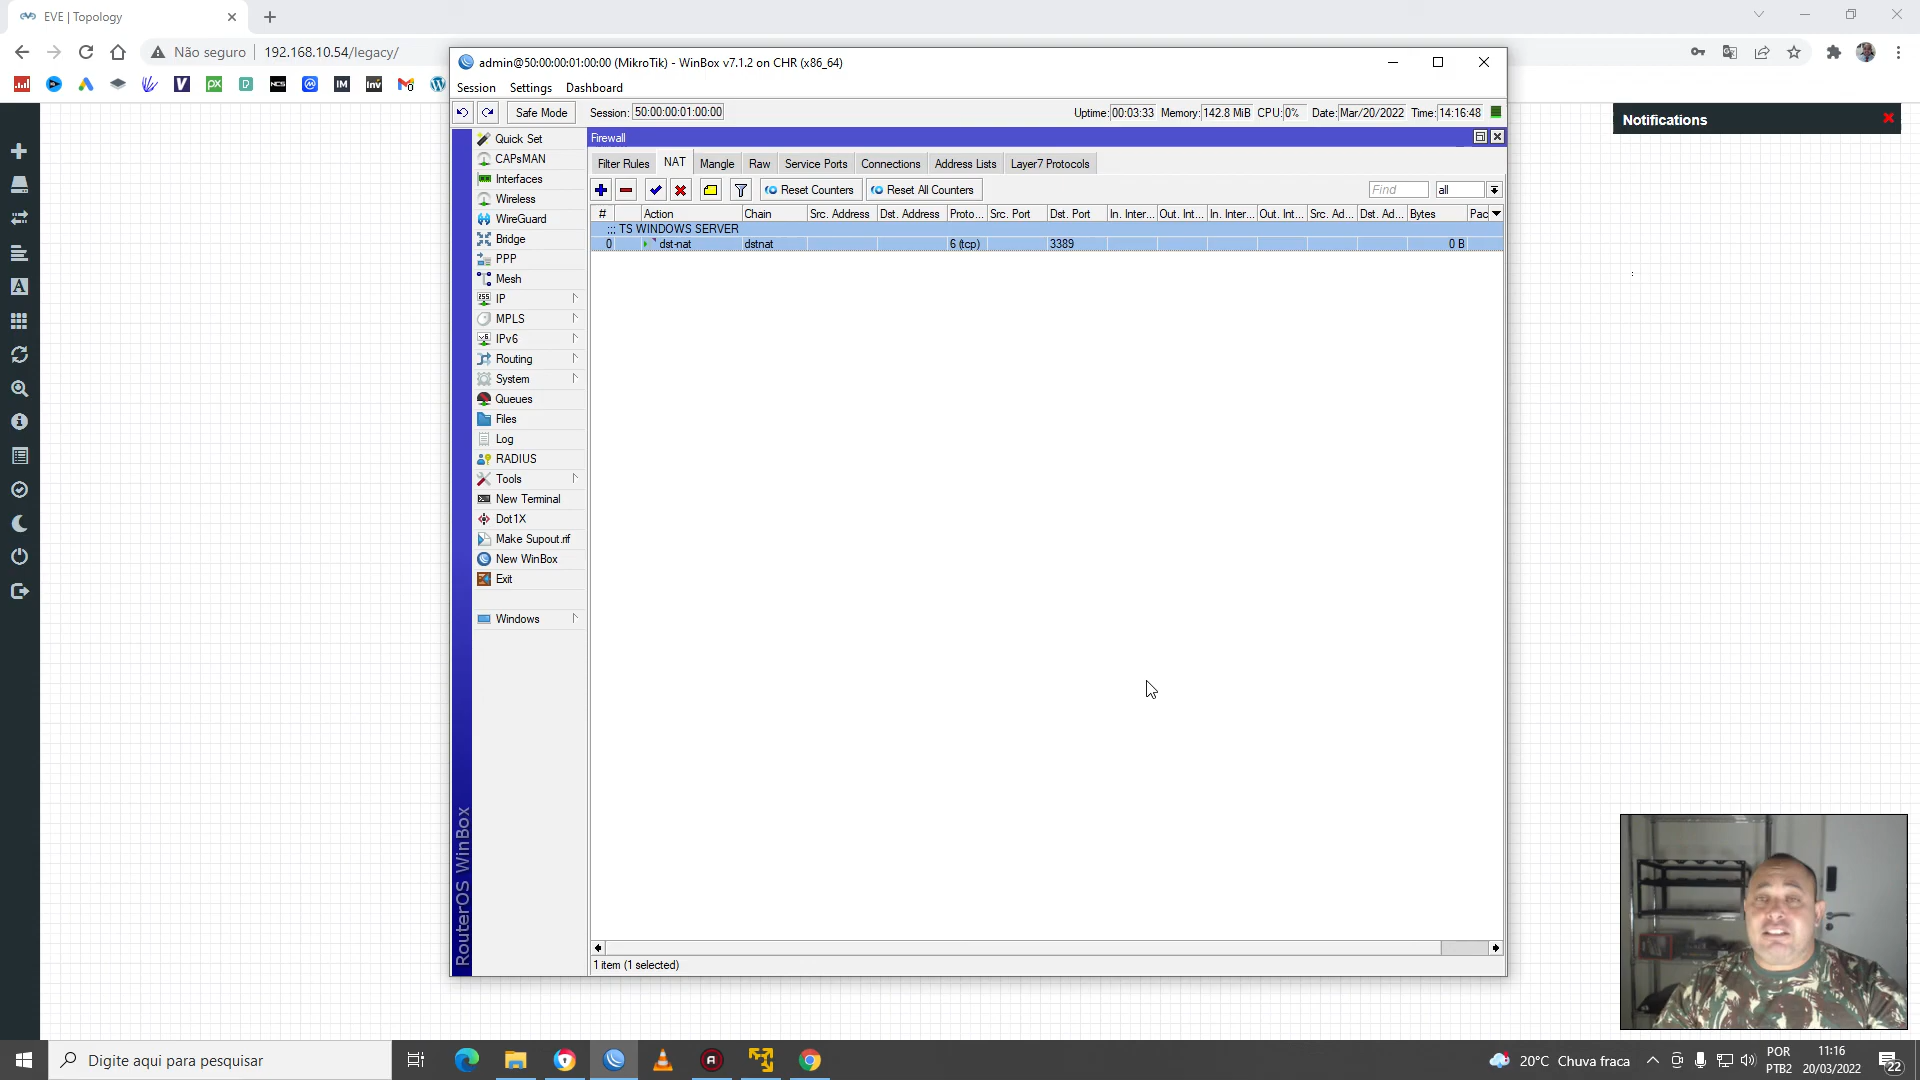 EVE | Topology
Não seguro
192.168.10.54/legacy/
admin@50:00:00:01:00:00 (MikroTik) - WinBox v7.1.2 on CHR (x86_64)
Session Settings Dashboard
Safe Mode Session: 50:00:00:01:00:00 Uptime: 00:03:33 Memory: 142.8 MiB CPU: 0% Date: Mar/20/2022 Time: 14:16:48
Notifications
Quick Set
CAPsMAN
Interfaces
Wireless
WireGuard
Bridge
PPP
Mesh
IP
MPLS
IPv6
Routing
System
Queues
Files
Log
RADIUS
Tools
New Terminal
Dot1X
Make Supout.rif
New WinBox
Exit
Windows
RouterOS WinBox
Firewall
Filter Rules NAT Mangle Raw Service Ports Connections Address Lists Layer7 Protocols
Reset Counters Reset All Counters Find all
# Action Chain Src. Address Dst. Address Proto... Src. Port Dst. Port In. Inter... Out. Int... In. Inter... Out. Int... Src. Ad... Dst. Ad... Bytes Pac
;;; TS WINDOWS SERVER
0 dst-nat dstnat 6 (tcp) 3389 0 B
1 item (1 selected)
Digite aqui para pesquisar
20°C Chuva fraca
POR
PTB2
11:16
20/03/2022
22